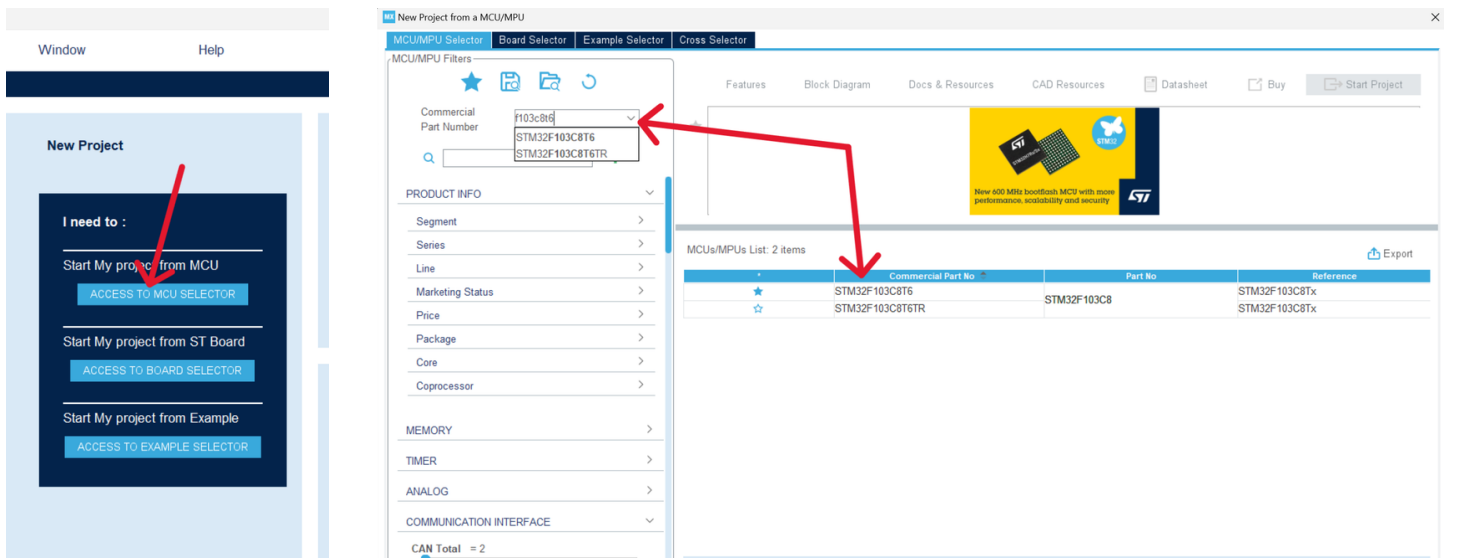 Window Help
New Project
I need to :
Start My project from MCU
ACCESS TO MCU SELECTOR
Start My project from ST Board
ACCESS TO BOARD SELECTOR
Start My project from Example
ACCESS TO EXAMPLE SELECTOR
MX New Project from a MCU/MPU
MCU/MPU Selector Board Selector Example Selector Cross Selector
MCU/MPU Filters
Commercial
Part Number
f103c8t6
STM32F103C8T6
STM32F103C8T6TR
PRODUCT INFO
Segment
Series
Line
Marketing Status
Price
Package
Core
Coprocessor
MEMORY
TIMER
ANALOG
COMMUNICATION INTERFACE
CAN Total = 2
Features Block Diagram Docs & Resources CAD Resources Datasheet Buy Start Project
ST
STM32
New 600 MHz bootflash MCU with more
performance, scalability and security
ST
MCUs/MPUs List: 2 items
Export
* Commercial Part No Part No Reference
STM32F103C8T6 STM32F103C8 STM32F103C8Tx
STM32F103C8T6TR STM32F103C8Tx